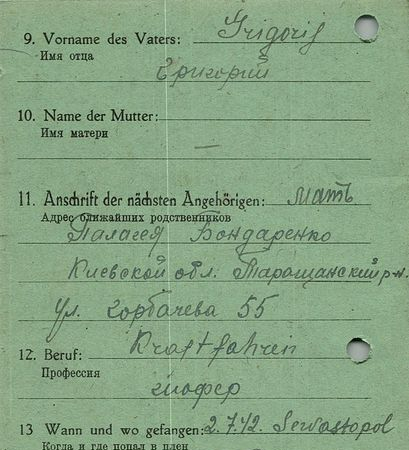 9. Vorname des Vaters: Grigorij
Имя отца
Григорий
10. Name der Mutter:
Имя матери
—
11. Anschrift der nächsten Angehörigen: мать
Адрес ближайших родственников
Палагея Бондаренко
Киевской обл. Таращанский р-н.
ул. Горбачева 55
12. Beruf: Kraftfahrer
Профессия
шофер
13 Wann und wo gefangen: 2.7.42. Sewastopol
Когда и где попал в плен